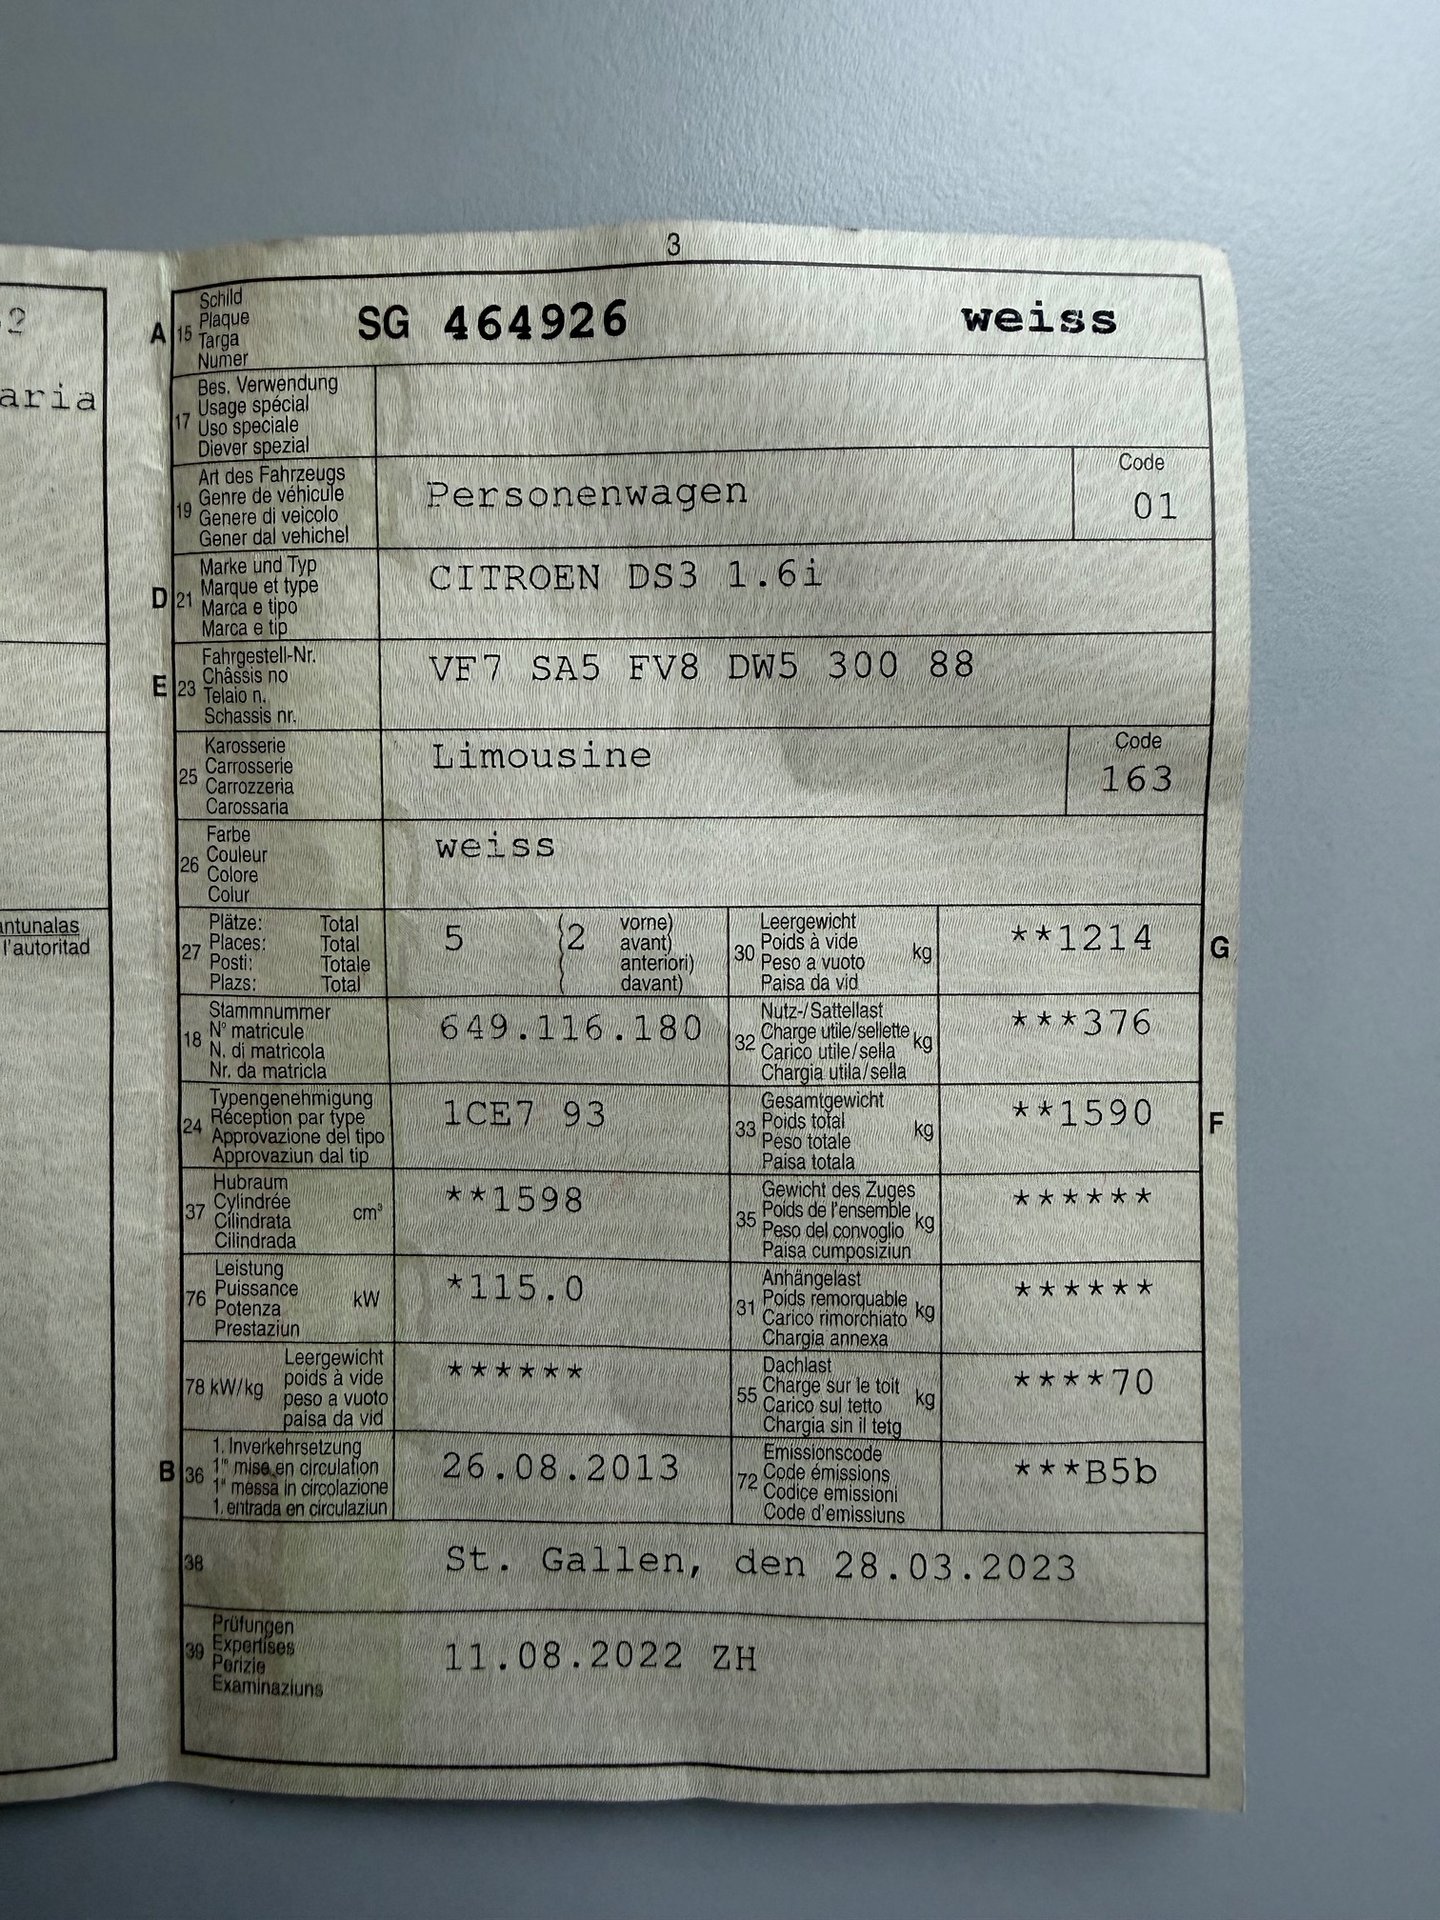 aria
antunalas
l'autoritad
3
A 15 Schild
Plaque
Targa
Numer
SG 464926 weiss
17 Bes. Verwendung
Usage spécial
Uso speciale
Diever spezial
19 Art des Fahrzeugs
Genre de véhicule
Genere di veicolo
Gener dal vehichel
Personenwagen
Code
01
D 21 Marke und Typ
Marque et type
Marca e tipo
Marca e tip
CITROEN DS3 1.6i
E 23 Fahrgestell-Nr.
Châssis no
Telaio n.
Schassis nr.
VF7 SA5 FV8 DW5 300 88
25 Karosserie
Carrosserie
Carrozzeria
Carossaria
Limousine
Code
163
26 Farbe
Couleur
Colore
Colur
weiss
27 Plätze: Total
Places: Total
Posti: Totale
Plazs: Total
5 (2 vorne)
( avant)
( anteriori)
( davant)
30 Leergewicht
Poids à vide
Peso a vuoto
Paisa da vid
kg
**1214
G
18 Stammnummer
N° matricule
N. di matricola
Nr. da matricla
649.116.180
32 Nutz-/Sattellast
Charge utile/sellette
Carico utile/sella
Chargia utila/sella
kg
***376
24 Typengenehmigung
Réception par type
Approvazione del tipo
Approvaziun dal tip
1CE7 93
33 Gesamtgewicht
Poids total
Peso totale
Paisa totala
kg
**1590
F
37 Hubraum
Cylindrée
Cilindrata
Cilindrada
cm³
**1598
35 Gewicht des Zuges
Poids de l'ensemble
Peso del convoglio
Paisa cumposiziun
kg
******
76 Leistung
Puissance
Potenza
Prestaziun
kW
*115.0
31 Anhängelast
Poids remorquable
Carico rimorchiato
Chargia annexa
kg
******
78 kW/kg Leergewicht
poids à vide
peso a vuoto
paisa da vid
******
55 Dachlast
Charge sur le toit
Carico sul tetto
Chargia sin il tetg
kg
****70
B 36 1. Inverkehrsetzung
1re mise en circulation
1a messa in circolazione
1. entrada en circulaziun
26.08.2013
72 Emissionscode
Code émissions
Codice emissioni
Code d'emissiuns
***B5b
38
St. Gallen, den 28.03.2023
39 Prüfungen
Expertises
Perizie
Examinaziuns
11.08.2022 ZH